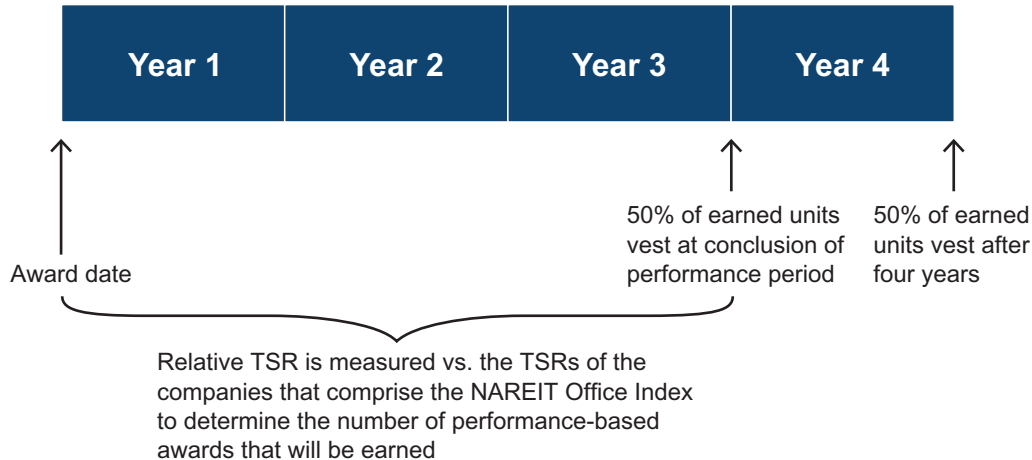 Year 1
Year 2
Year 3
Year 4
Award date
50% of earned units
vest at conclusion of
performance period
50% of earned
units vest after
four years
Relative TSR is measured vs. the TSRs of the
companies that comprise the NAREIT Office Index
to determine the number of performance-based
awards that will be earned